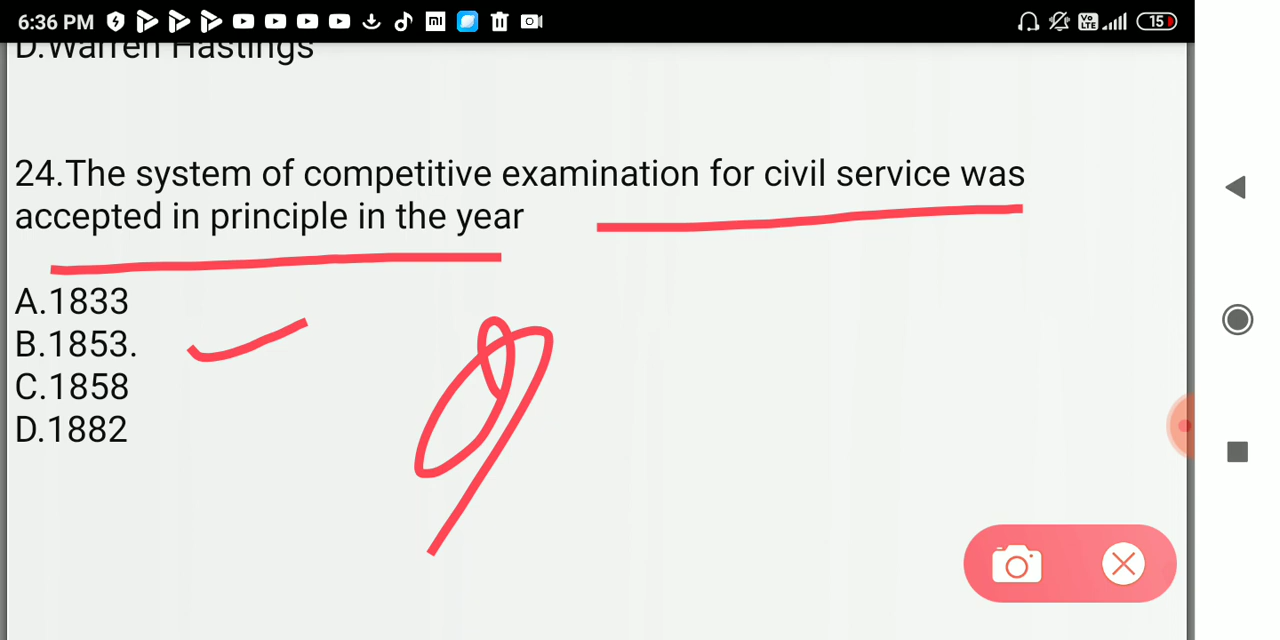 6:36 PM
15
D.Warren Hastings
24.The system of competitive examination for civil service was
accepted in principle in the year
A.1833
B.1853.
C.1858
D.1882